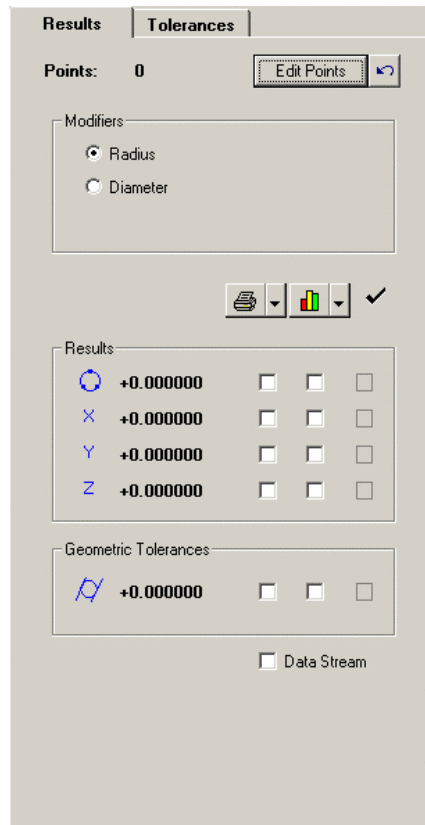 Results Tolerances
Points: 0 Edit Points
Modifiers
Radius
Diameter
Results
+0.000000
X +0.000000
Y +0.000000
Z +0.000000
Geometric Tolerances
+0.000000
Data Stream